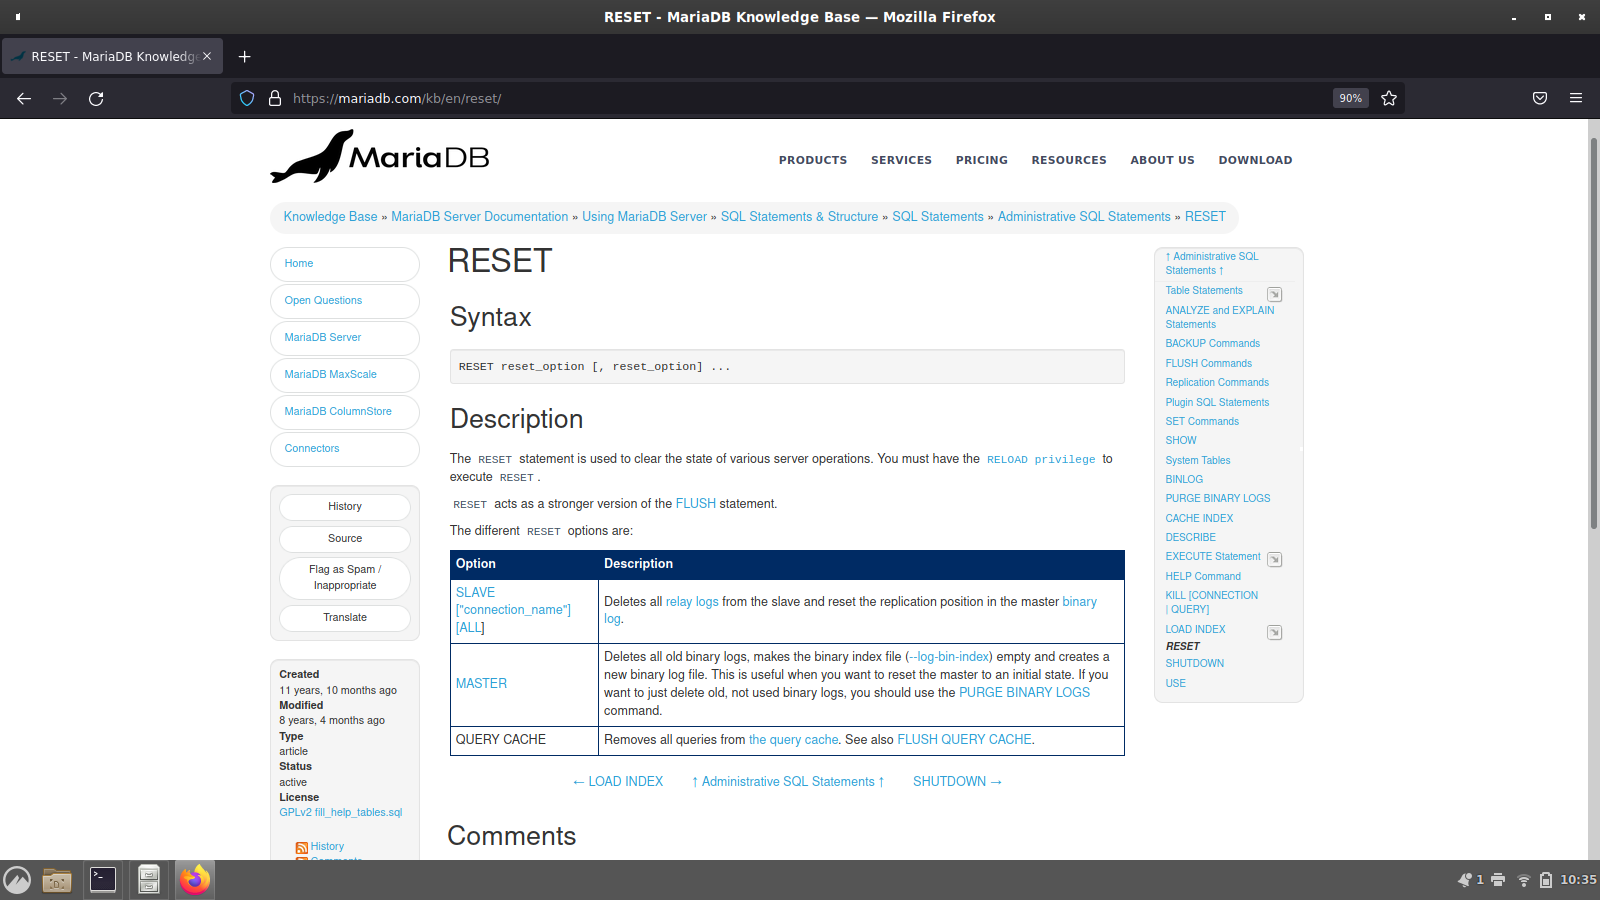 RESET - MariaDB Knowledge Base — Mozilla Firefox
RESET - MariaDB Knowledge
https://mariadb.com/kb/en/reset/
90%
MariaDB
PRODUCTS
SERVICES
PRICING
RESOURCES
ABOUT US
DOWNLOAD
Knowledge Base » MariaDB Server Documentation » Using MariaDB Server » SQL Statements & Structure » SQL Statements » Administrative SQL Statements » RESET
Home
Open Questions
MariaDB Server
MariaDB MaxScale
MariaDB ColumnStore
Connectors
History
Source
Flag as Spam /
Inappropriate
Translate
Created
11 years, 10 months ago
Modified
8 years, 4 months ago
Type
article
Status
active
License
GPLv2 fill_help_tables.sql
History
Comments
RESET
Syntax
RESET reset_option [, reset_option] ...
Description
The RESET statement is used to clear the state of various server operations. You must have the RELOAD privilege to
execute RESET.
RESET acts as a stronger version of the FLUSH statement.
The different RESET options are:
Option
Description
SLAVE
["connection_name"]
[ALL]
Deletes all relay logs from the slave and reset the replication position in the master binary
log.
MASTER
Deletes all old binary logs, makes the binary index file (--log-bin-index) empty and creates a
new binary log file. This is useful when you want to reset the master to an initial state. If you
want to just delete old, not used binary logs, you should use the PURGE BINARY LOGS
command.
QUERY CACHE
Removes all queries from the query cache. See also FLUSH QUERY CACHE.
← LOAD INDEX
↑ Administrative SQL Statements ↑
SHUTDOWN →
Comments
↑ Administrative SQL
Statements ↑
Table Statements
ANALYZE and EXPLAIN
Statements
BACKUP Commands
FLUSH Commands
Replication Commands
Plugin SQL Statements
SET Commands
SHOW
System Tables
BINLOG
PURGE BINARY LOGS
CACHE INDEX
DESCRIBE
EXECUTE Statement
HELP Command
KILL [CONNECTION
| QUERY]
LOAD INDEX
RESET
SHUTDOWN
USE
1
10:35